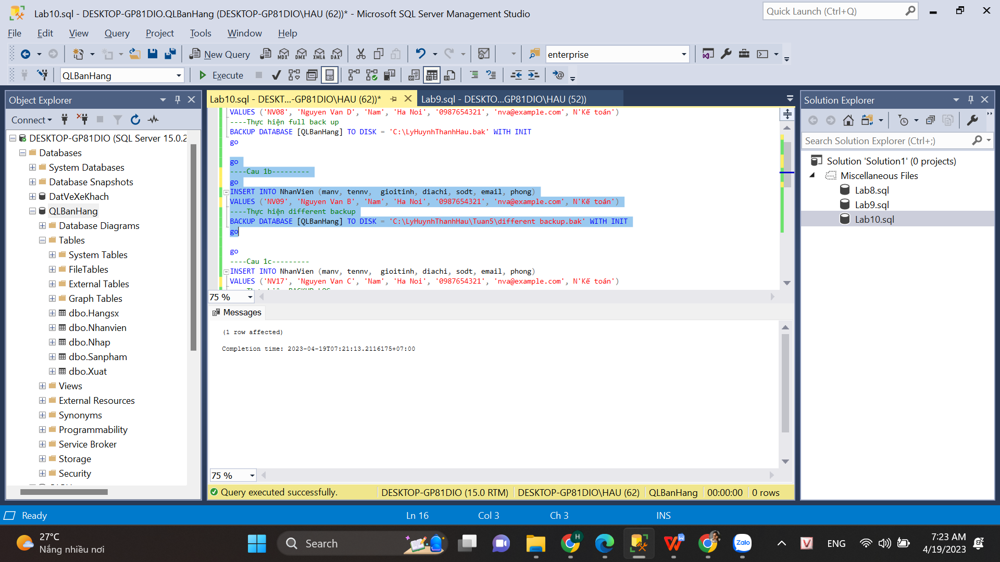 Lab10.sql - DESKTOP-GP81DIO.QLBanHang (DESKTOP-GP81DIO\HAU (62))* - Microsoft SQL Server Management Studio
Quick Launch (Ctrl+Q)
File Edit View Query Project Tools Window Help
New Query
MDX DMX XMLA DAX
enterprise
QLBanHang
Execute
Object Explorer
Connect
DESKTOP-GP81DIO (SQL Server 15.0.2
Databases
System Databases
Database Snapshots
DatVeXeKhach
QLBanHang
Database Diagrams
Tables
System Tables
FileTables
External Tables
Graph Tables
dbo.Hangsx
dbo.Nhanvien
dbo.Nhap
dbo.Sanpham
dbo.Xuat
Views
External Resources
Synonyms
Programmability
Service Broker
Storage
Security
Lab10.sql - DESKT...-GP81DIO\HAU (62))*
Lab9.sql - DESKTO...GP81DIO\HAU (52))
VALUES ('NV08', 'Nguyen Van D', 'Nam', 'Ha Noi', '0987654321', 'nva@example.com', N'Kế toán')
----Thực hiện full back up
BACKUP DATABASE [QLBanHang] TO DISK = 'C:\LyHuynhThanhHau.bak' WITH INIT
go
go
----Cau 1b---------
go
INSERT INTO NhanVien (manv, tennv,  gioitinh, diachi, sodt, email, phong)
VALUES ('NV09', 'Nguyen Van B', 'Nam', 'Ha Noi', '0987654321', 'nva@example.com', N'Kế toán')
----Thực hiện different backup
BACKUP DATABASE [QLBanHang] TO DISK = 'C:\LyHuynhThanhHau\Tuan5\different backup.bak' WITH INIT
go
go
----Cau 1c---------
INSERT INTO NhanVien (manv, tennv,  gioitinh, diachi, sodt, email, phong)
VALUES ('NV17', 'Nguyen Van C', 'Nam', 'Ha Noi', '0987654321', 'nva@example.com', N'Kế toán')
75 %
Messages
(1 row affected)
Completion time: 2023-04-19T07:21:13.2116175+07:00
75 %
Query executed successfully.
DESKTOP-GP81DIO (15.0 RTM)
DESKTOP-GP81DIO\HAU (62)
QLBanHang
00:00:00
0 rows
Solution Explorer
Search Solution Explorer (Ctrl+;)
Solution 'Solution1' (0 projects)
Miscellaneous Files
Lab8.sql
Lab9.sql
Lab10.sql
Ready
Ln 16
Col 3
Ch 3
INS
27°C
Nắng nhiều nơi
Search
H
W
Zalo
V
ENG
7:23 AM
4/19/2023